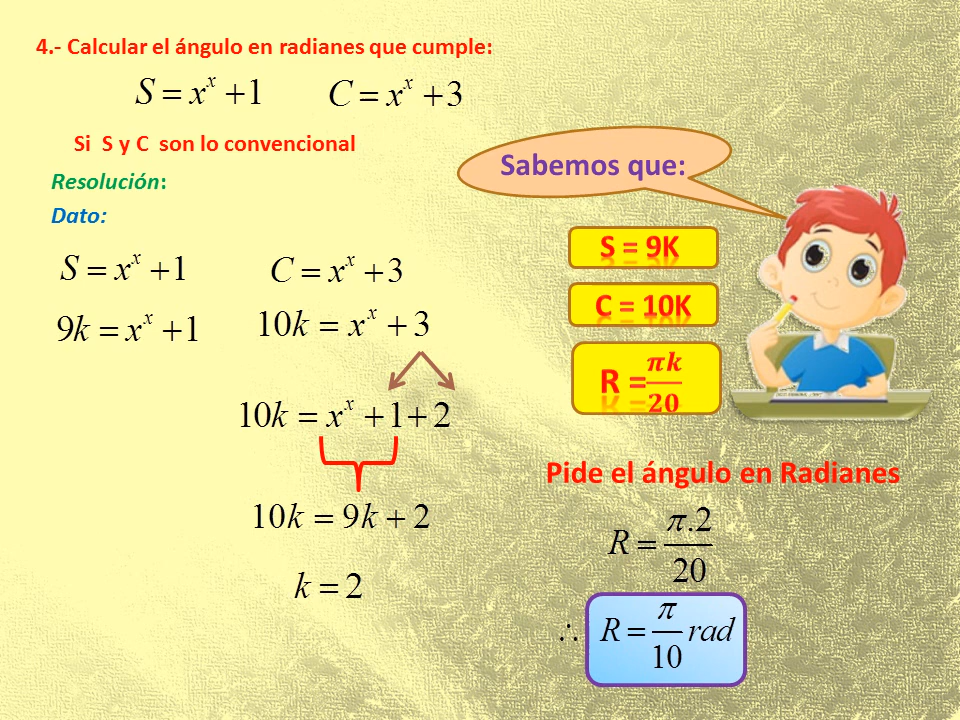 4.- Calcular el ángulo en radianes que cumple:
S = x^x + 1    C = x^x + 3
Si S y C son lo convencional
Resolución:
Dato:
S = x^x + 1    C = x^x + 3
9k = x^x + 1    10k = x^x + 3
10k = x^x + 1 + 2
10k = 9k + 2
k = 2
Sabemos que:
S = 9K
C = 10K
R = πk/20
Pide el ángulo en Radianes
R = π.2/20
∴ R = π/10 rad